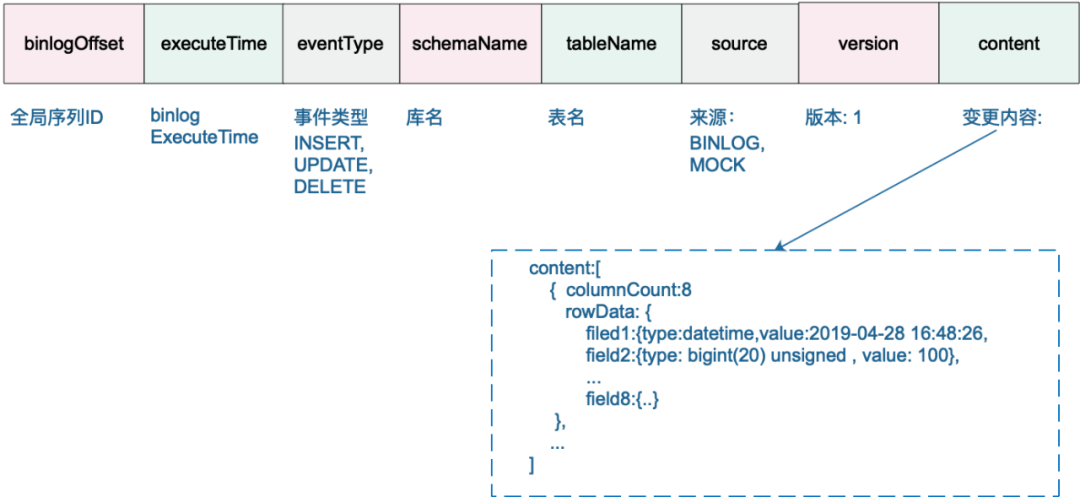 binlogOffset
executeTime
eventType
schemaName
tableName
source
version
content
全局序列ID
binlog
ExecuteTime
事件类型
INSERT,
UPDATE,
DELETE
库名
表名
来源：
BINLOG,
MOCK
版本: 1
变更内容:
content:[
{ columnCount:8
rowData: {
filed1:{type:datetime,value:2019-04-28 16:48:26,
field2:{type: bigint(20) unsigned , value: 100},
...
field8:{..}
},
...
]